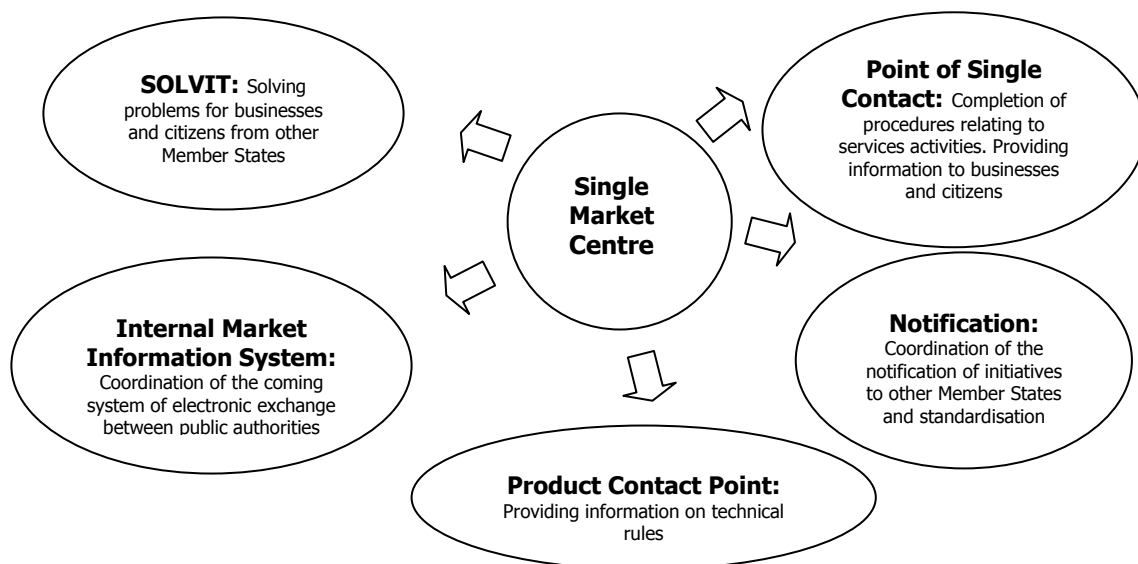 SOLVIT: Solving
problems for businesses
and citizens from other
Member States
Point of Single
Contact: Completion of
procedures relating to
services activities. Providing
information to businesses
and citizens
Single
Market
Centre
Internal Market
Information System:
Coordination of the coming
system of electronic exchange
between public authorities
Notification:
Coordination of the
notification of initiatives
to other Member States
and standardisation
Product Contact Point:
Providing information on technical
rules